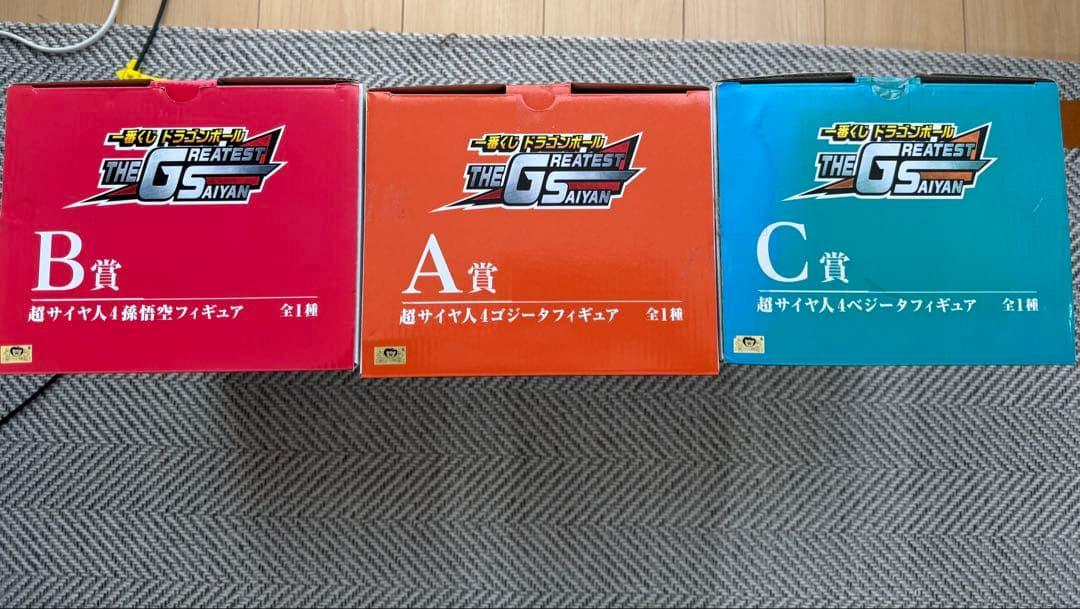 一番くじ ドラゴンボール
THE GREATEST SAIYAN
B賞
超サイヤ人4孫悟空フィギュア 全1種
一番くじ ドラゴンボール
THE GREATEST SAIYAN
A賞
超サイヤ人4ゴジータフィギュア 全1種
一番くじ ドラゴンボール
THE GREATEST SAIYAN
C賞
超サイヤ人4ベジータフィギュア 全1種